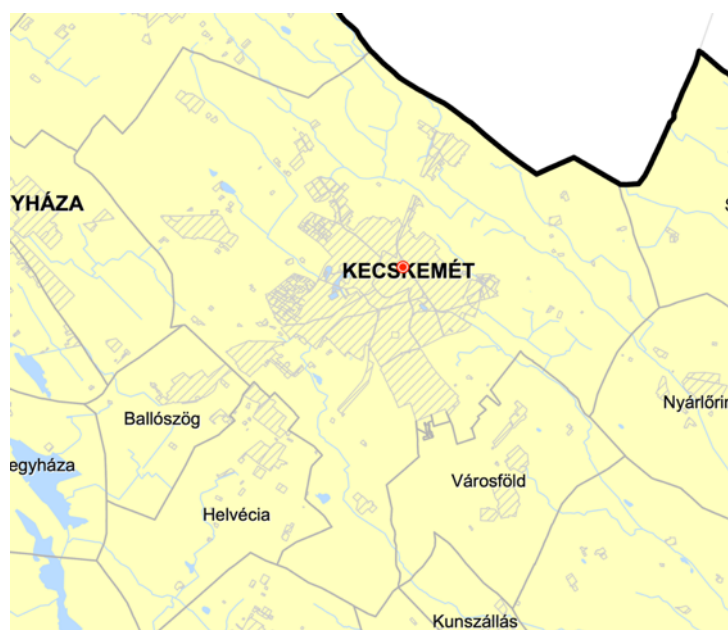 YHÁZA
KECSKEMÉT
Nyárlőrin
Ballószög
egyháza
Városföld
Helvécia
Kunszállás